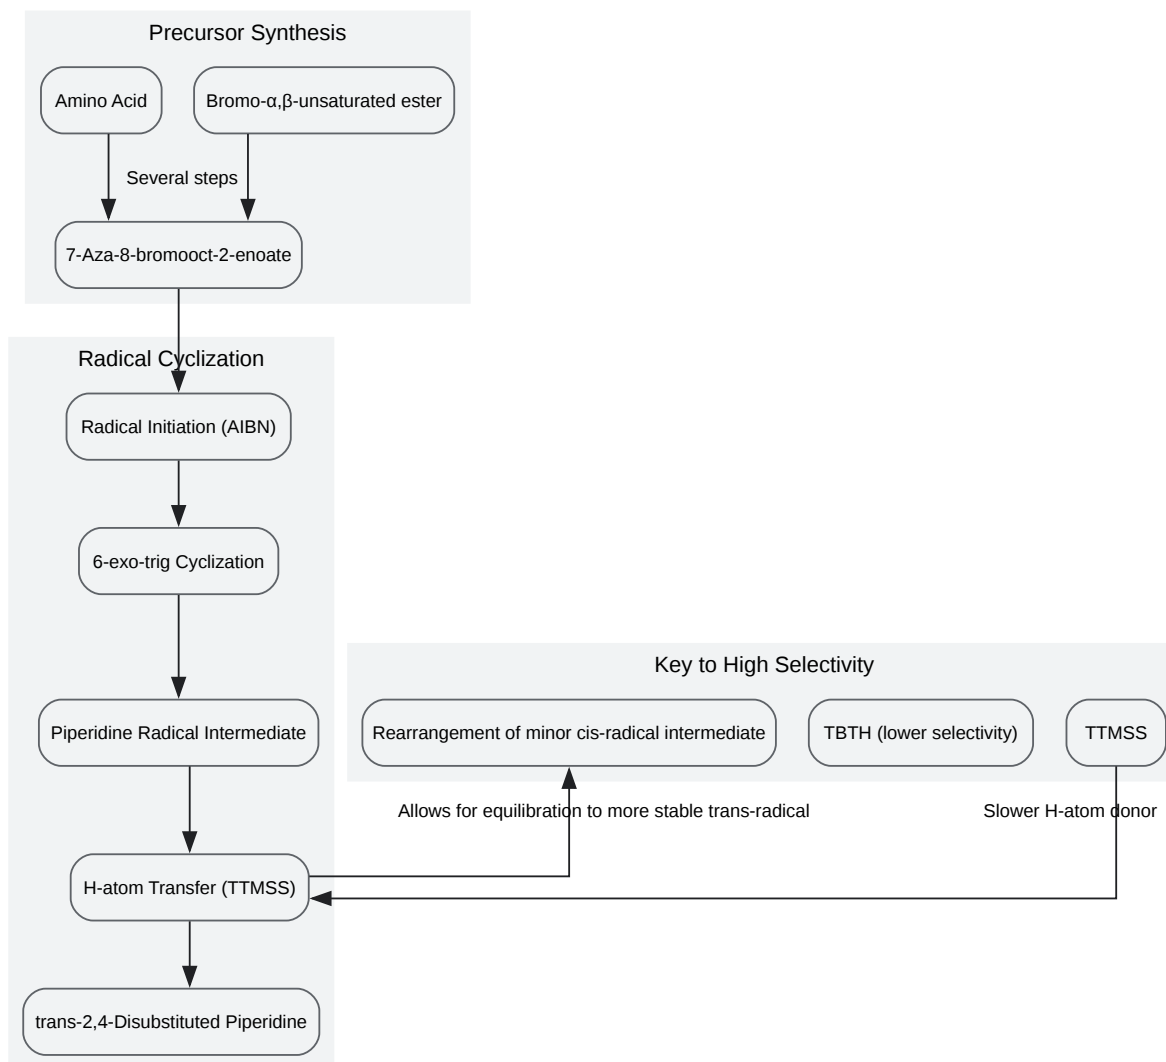 Precursor Synthesis
Amino Acid
Bromo-α,β-unsaturated ester
Several steps
7-Aza-8-bromooct-2-enoate
Radical Cyclization
Radical Initiation (AIBN)
6-exo-trig Cyclization
Key to High Selectivity
Piperidine Radical Intermediate
Rearrangement of minor cis-radical intermediate
TBTH (lower selectivity)
TTMSS
Allows for equilibration to more stable trans-radical
Slower H-atom donor
H-atom Transfer (TTMSS)
trans-2,4-Disubstituted Piperidine